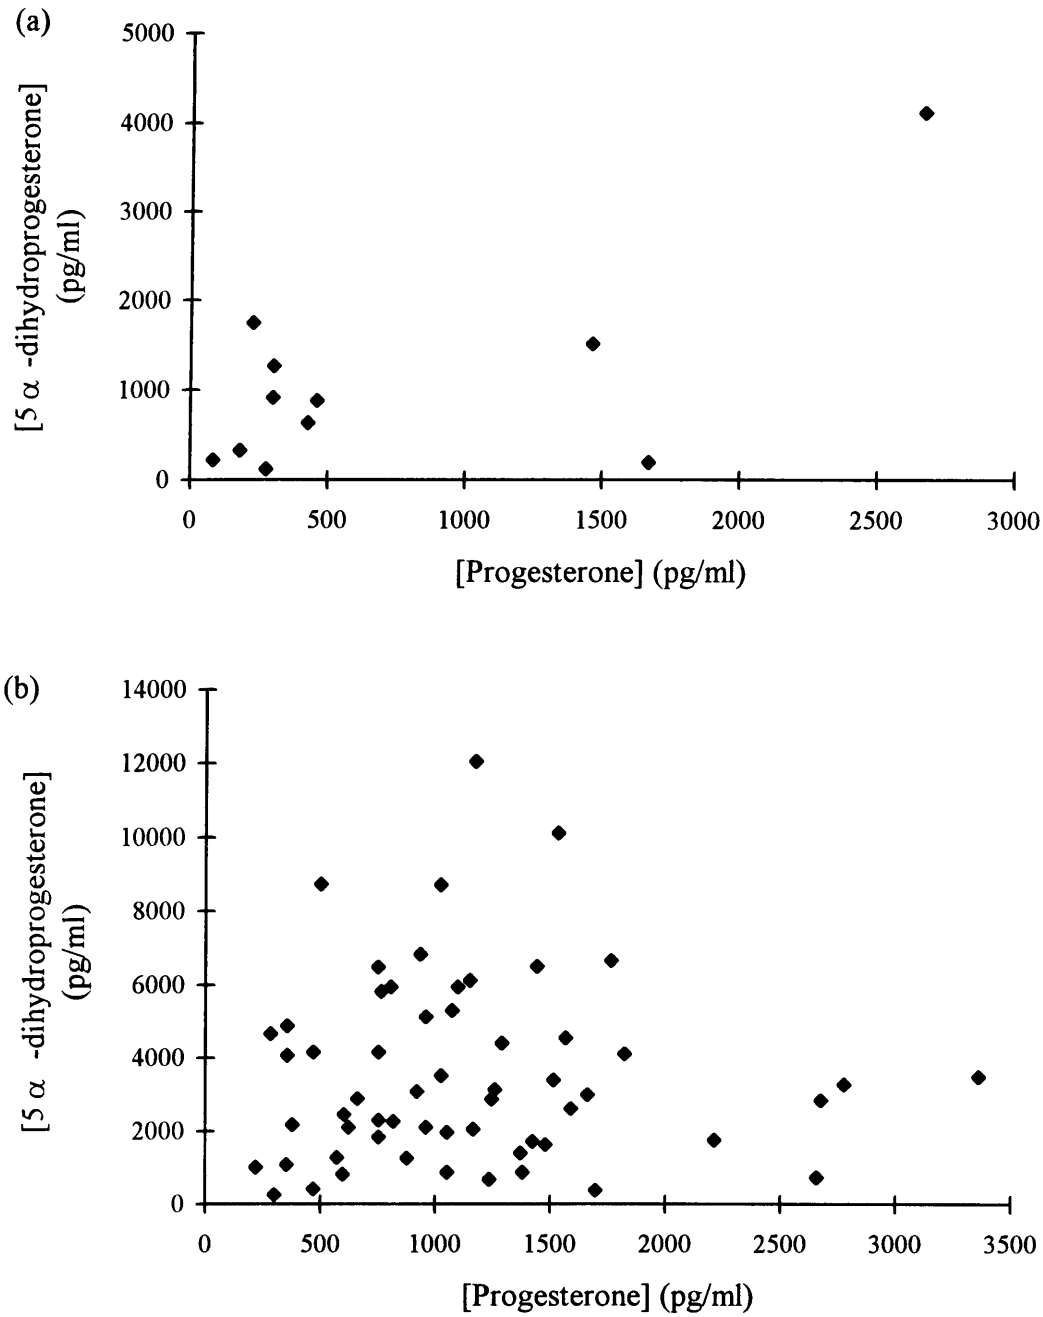 (a)
[5 α -dihydroprogesterone]
(pg/ml)
5000
4000
3000
2000
1000
0
0 500 1000 1500 2000 2500 3000
[Progesterone] (pg/ml)
(b)
[5 α -dihydroprogesterone]
(pg/ml)
14000
12000
10000
8000
6000
4000
2000
0
0 500 1000 1500 2000 2500 3000 3500
[Progesterone] (pg/ml)